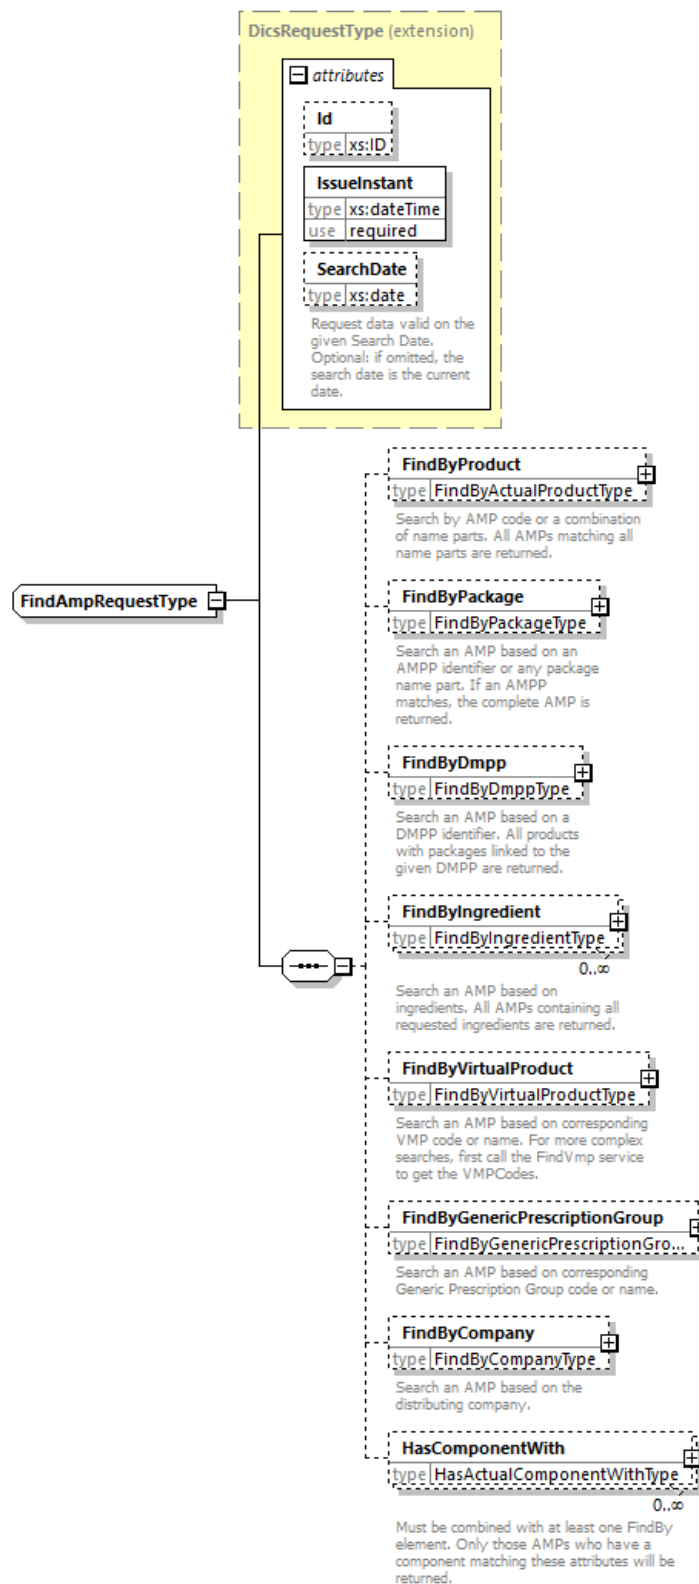 DicsRequestType (extension)
attributes
Id
type xs:ID
IssueInstant
type xs:dateTime
use required
SearchDate
type xs:date
Request data valid on the
given Search Date.
Optional: if omitted, the
search date is the current
date.
FindAmpRequestType
FindByProduct
type FindByActualProductType
Search by AMP code or a combination
of name parts. All AMPs matching all
name parts are returned.
FindByPackage
type FindByPackageType
Search an AMP based on an
AMPP identifier or any package
name part. If an AMPP
matches, the complete AMP is
returned.
FindByDmpp
type FindByDmppType
Search an AMP based on a
DMPP identifier. All products
with packages linked to the
given DMPP are returned.
FindByIngredient
type FindByIngredientType
0..∞
Search an AMP based on
ingredients. All AMPs containing all
requested ingredients are returned.
FindByVirtualProduct
type FindByVirtualProductType
Search an AMP based on corresponding
VMP code or name. For more complex
searches, first call the FindVmp service
to get the VMPCodes.
FindByGenericPrescriptionGroup
type FindByGenericPrescriptionGro...
Search an AMP based on corresponding
Generic Prescription Group code or name.
FindByCompany
type FindByCompanyType
Search an AMP based on the
distributing company.
HasComponentWith
type HasActualComponentWithType
0..∞
Must be combined with at least one FindBy
element. Only those AMPs who have a
component matching these attributes will be
returned.